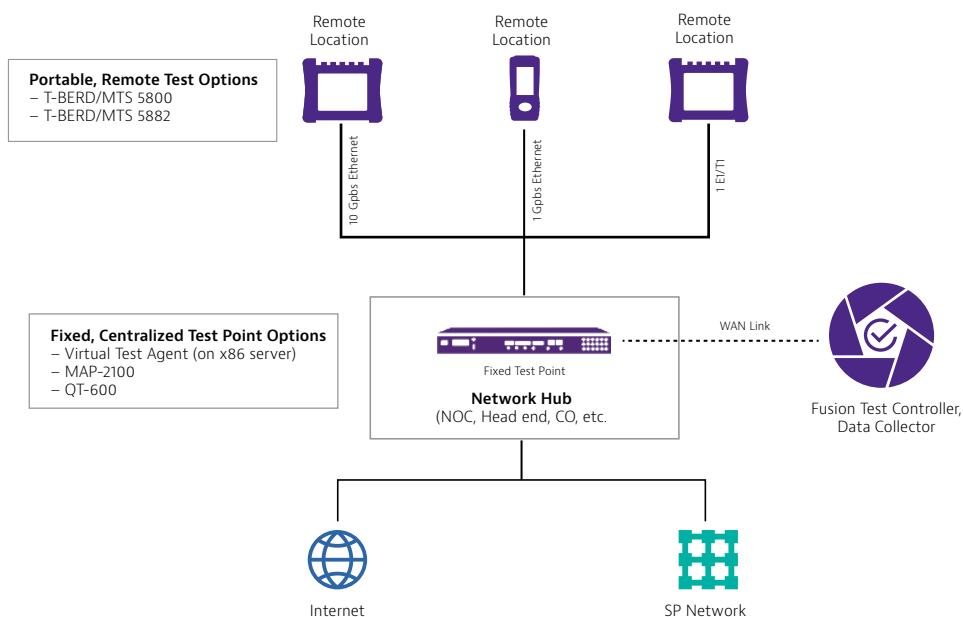 Remote
Location
Remote
Location
Remote
Location
Portable, Remote Test Options
– T-BERD/MTS 5800
– T-BERD/MTS 5882
10 Gpbs Ethernet
1 Gpbs Ethernet
1 E1/T1
Fixed, Centralized Test Point Options
– Virtual Test Agent (on x86 server)
– MAP-2100
– QT-600
Fixed Test Point
Network Hub
(NOC, Head end, CO, etc.
WAN Link
Fusion Test Controller,
Data Collector
Internet
SP Network